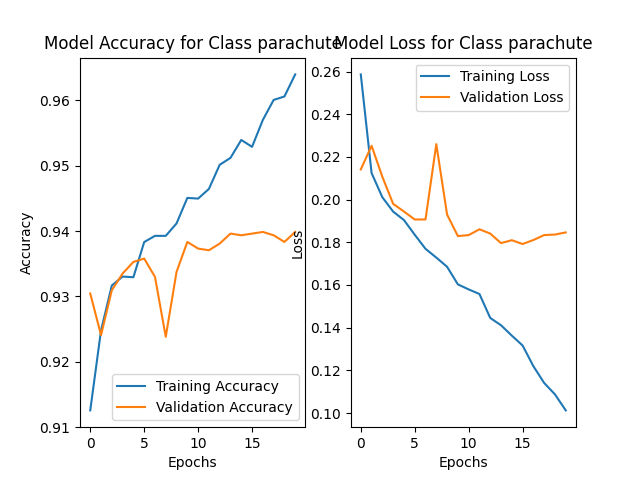 Model Accuracy for Class parachute
Model Loss for Class parachute
0.96
0.95
0.94
0.93
0.92
0.91
Accuracy
Training Accuracy
Validation Accuracy
0 5 10 15
Epochs
0.26
0.24
0.22
0.20
0.18
0.16
0.14
0.12
0.10
Loss
Training Loss
Validation Loss
0 5 10 15
Epochs